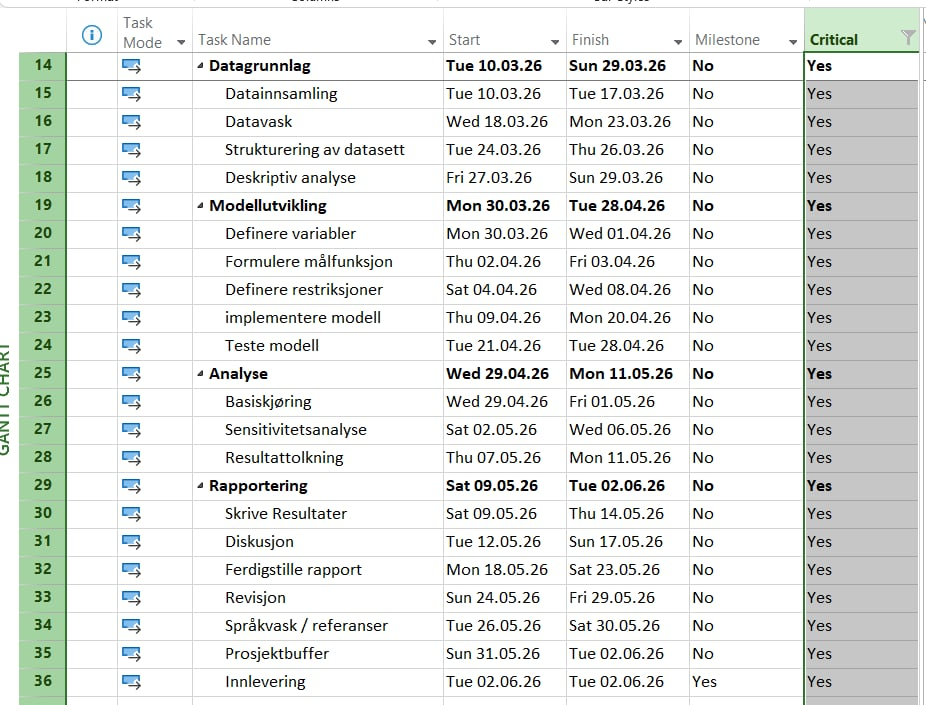 Task Mode Task Name Start Finish Milestone Critical
14 Datagrunnlag Tue 10.03.26 Sun 29.03.26 No Yes
15 Datainnsamling Tue 10.03.26 Tue 17.03.26 No Yes
16 Datavask Wed 18.03.26 Mon 23.03.26 No Yes
17 Strukturering av datasett Tue 24.03.26 Thu 26.03.26 No Yes
18 Deskriptiv analyse Fri 27.03.26 Sun 29.03.26 No Yes
19 Modellutvikling Mon 30.03.26 Tue 28.04.26 No Yes
20 Definere variabler Mon 30.03.26 Wed 01.04.26 No Yes
21 Formulere målfunksjon Thu 02.04.26 Fri 03.04.26 No Yes
22 Definere restriksjoner Sat 04.04.26 Wed 08.04.26 No Yes
23 implementere modell Thu 09.04.26 Mon 20.04.26 No Yes
24 Teste modell Tue 21.04.26 Tue 28.04.26 No Yes
25 Analyse Wed 29.04.26 Mon 11.05.26 No Yes
26 Basiskjøring Wed 29.04.26 Fri 01.05.26 No Yes
27 Sensitivitetsanalyse Sat 02.05.26 Wed 06.05.26 No Yes
28 Resultattolkning Thu 07.05.26 Mon 11.05.26 No Yes
29 Rapportering Sat 09.05.26 Tue 02.06.26 No Yes
30 Skrive Resultater Sat 09.05.26 Thu 14.05.26 No Yes
31 Diskusjon Tue 12.05.26 Sun 17.05.26 No Yes
32 Ferdigstille rapport Mon 18.05.26 Sat 23.05.26 No Yes
33 Revisjon Sun 24.05.26 Fri 29.05.26 No Yes
34 Språkvask / referanser Tue 26.05.26 Sat 30.05.26 No Yes
35 Prosjektbuffer Sun 31.05.26 Tue 02.06.26 No Yes
36 Innlevering Tue 02.06.26 Tue 02.06.26 Yes Yes
GANTT CHART